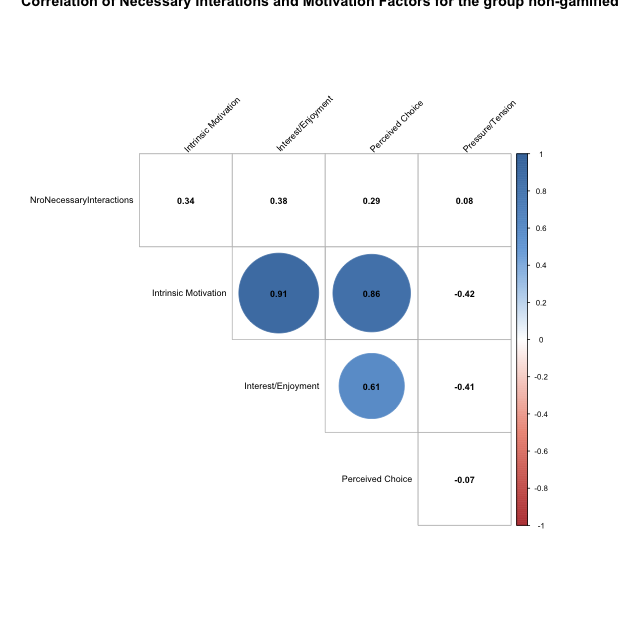 Correlation of Necessary Interations and Motivation Factors for the group non-gamified
Intrinsic Motivation
Interest/Enjoyment
Perceived Choice
Pressure/Tension
NroNecessaryInteractions 0.34 0.38 0.29 0.08
Intrinsic Motivation 0.91 0.86 -0.42
Interest/Enjoyment 0.61 -0.41
Perceived Choice -0.07
1
0.8
0.6
0.4
0.2
0
-0.2
-0.4
-0.6
-0.8
-1